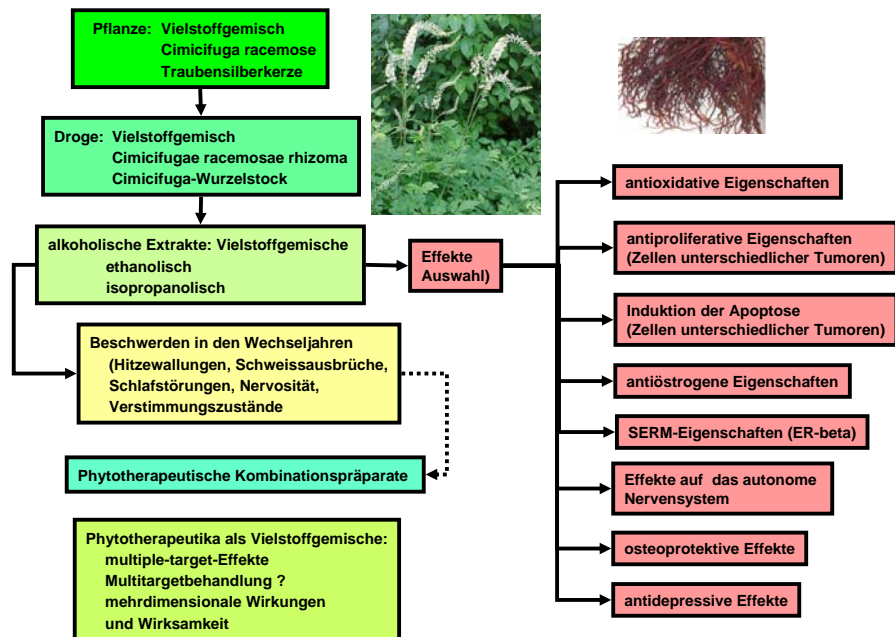 Pflanze: Vielstoffgemisch
Cimicifuga racemose
Traubensilberkerze
Droge: Vielstoffgemisch
Cimicifugae racemosae rhizoma
Cimicifuga-Wurzelstock
alkoholische Extrakte: Vielstoffgemische
ethanolisch
isopropanolisch
Effekte
Auswahl)
Beschwerden in den Wechseljahren
(Hitzewallungen, Schweissausbrüche,
Schlafstörungen, Nervosität,
Verstimmungszustände
Phytotherapeutische Kombinationspräparate
Phytotherapeutika als Vielstoffgemische:
multiple-target-Effekte
Multitargetbehandlung ?
mehrdimensionale Wirkungen
und Wirksamkeit
antioxidative Eigenschaften
antiproliferative Eigenschaften
(Zellen unterschiedlicher Tumoren)
Induktion der Apoptose
(Zellen unterschiedlicher Tumoren)
antiöstrogene Eigenschaften
SERM-Eigenschaften (ER-beta)
Effekte auf das autonome
Nervensystem
osteoprotektive Effekte
antidepressive Effekte